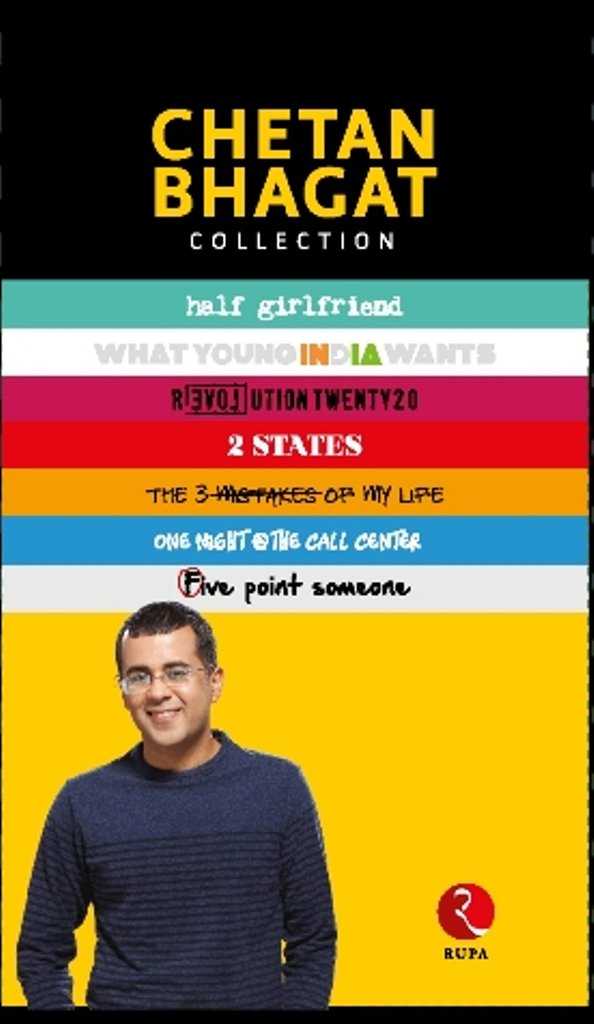 CHETAN
BHAGAT
COLLECTION
half girlfriend
WHAT YOUNG INDIA WANTS
REVOLUTION TWENTY20
2 STATES
THE 3 MISTAKES OF MY LIFE
ONE NIGHT @ THE CALL CENTER
Five point someone
RUPA